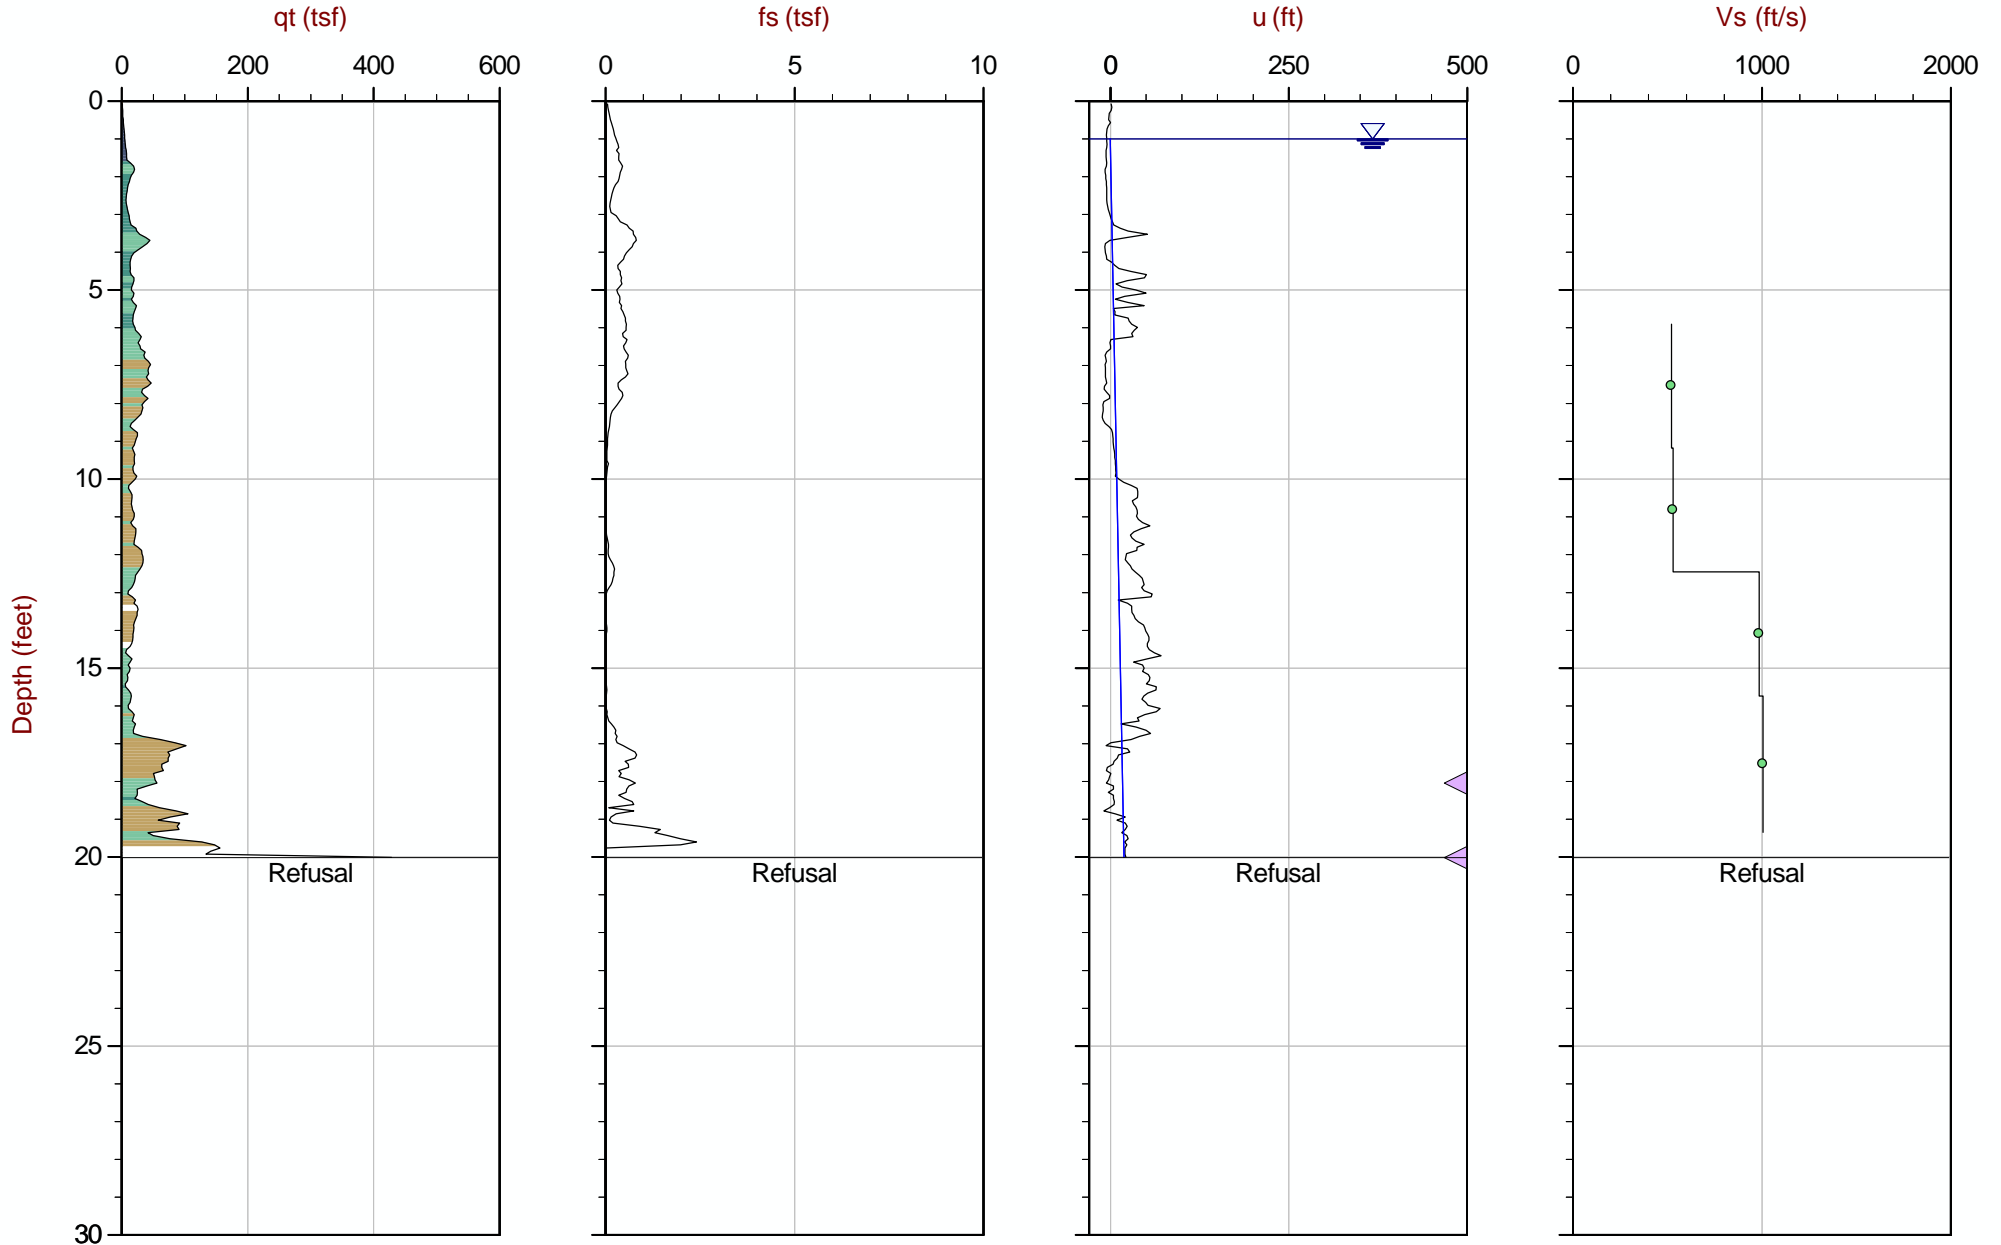 qt (tsf) fs (tsf) u (ft) Vs (ft/s)
0 200 400 600 0 5 10 0 250 500 0 1000 2000
0
5
10
15
Depth (feet)
20
Refusal Refusal Refusal Refusal
25
30